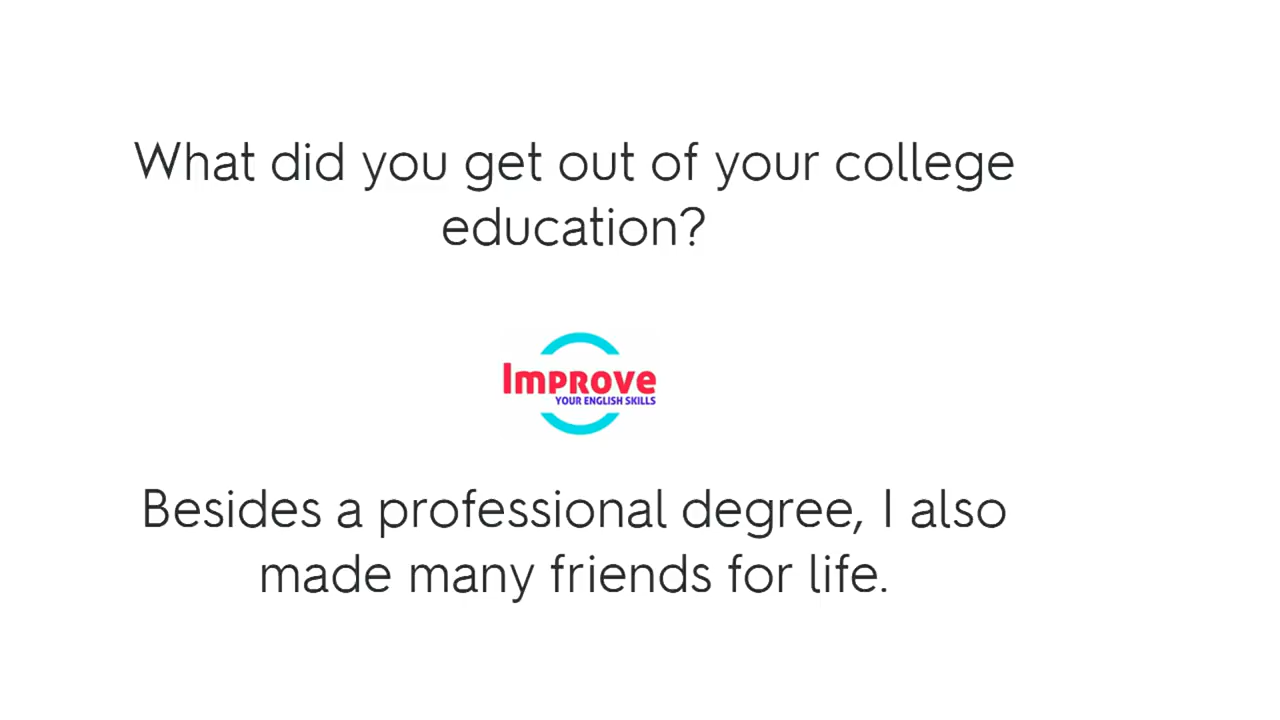 What did you get out of your college
education?
Improve
YOUR ENGLISH SKILLS
Besides a professional degree, I also
made many friends for life.